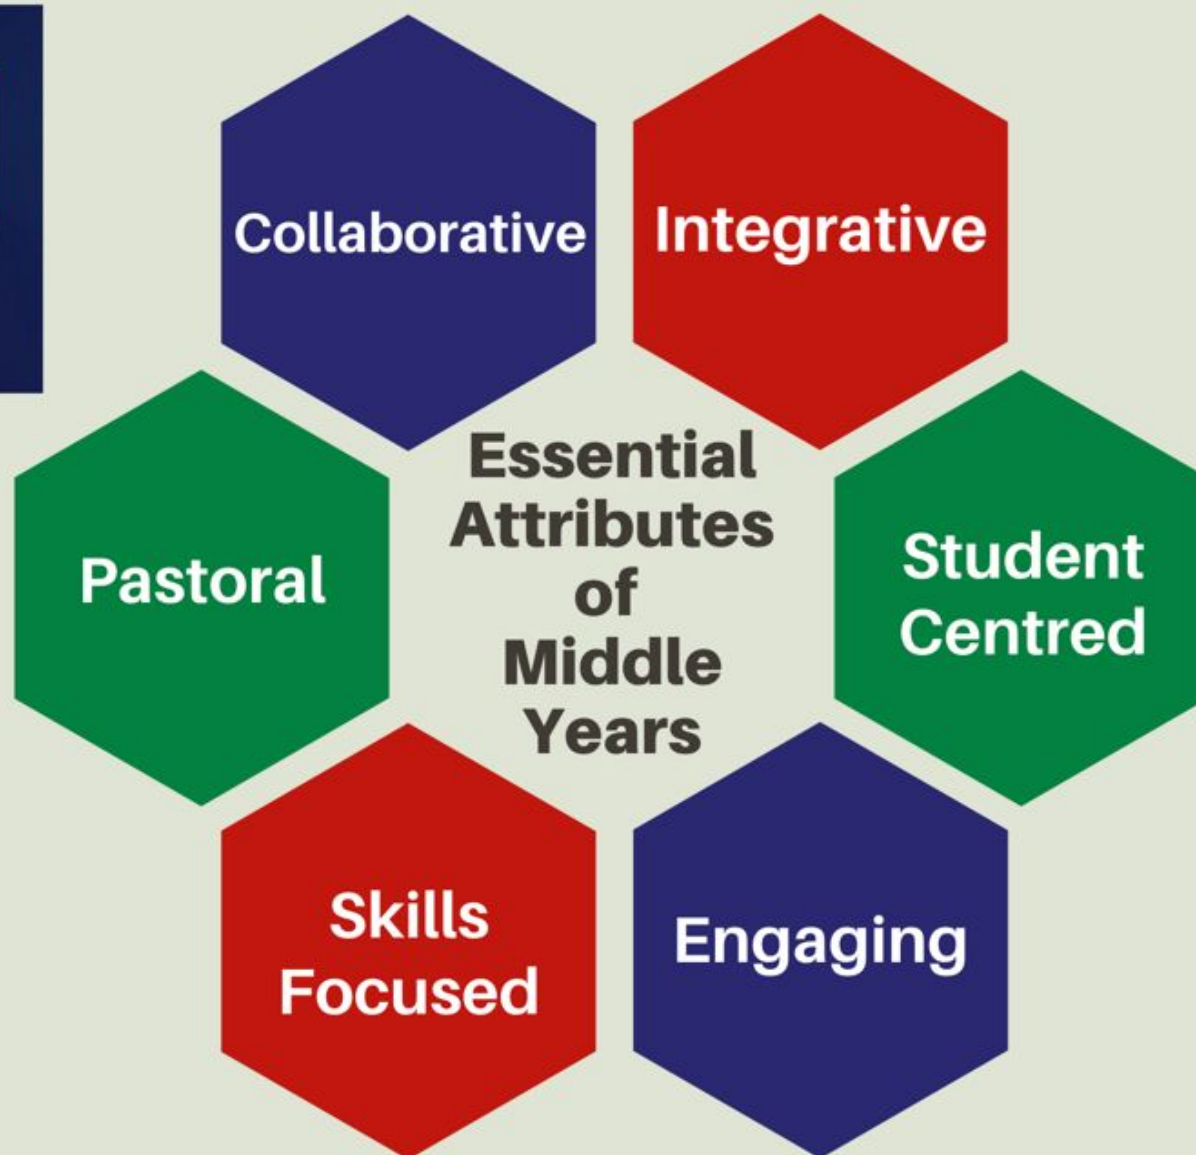 Collaborative
Integrative
Essential
Attributes
of
Middle
Years
Pastoral
Student
Centred
Skills
Focused
Engaging